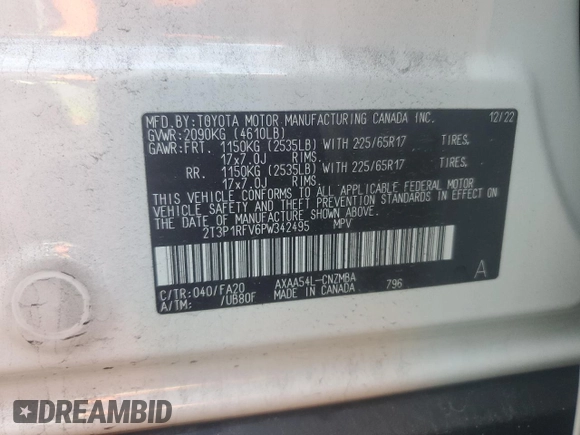 MFD.BY:TOYOTA MOTOR MANUFACTURING CANADA INC. 12/22
GVWR:2090KG (4610LB)
GAWR:FRT. 1150KG (2535LB) WITH 225/65R17 TIRES.
17x7.0J RIMS.
RR. 1150KG (2535LB) WITH 225/65R17 TIRES.
17x7.0J RIMS.
THIS VEHICLE CONFORMS TO ALL APPLICABLE FEDERAL MOTOR
VEHICLE SAFETY AND THEFT PREVENTION STANDARDS IN EFFECT
ON THE DATE OF MANUFACTURE SHOWN ABOVE.
2T3P1RFV6PW342495 MPV
C/TR:040/FA20 AXAA54L-CNZMBA 796
A/TM: /UB80F MADE IN CANADA
A
DREAMBID